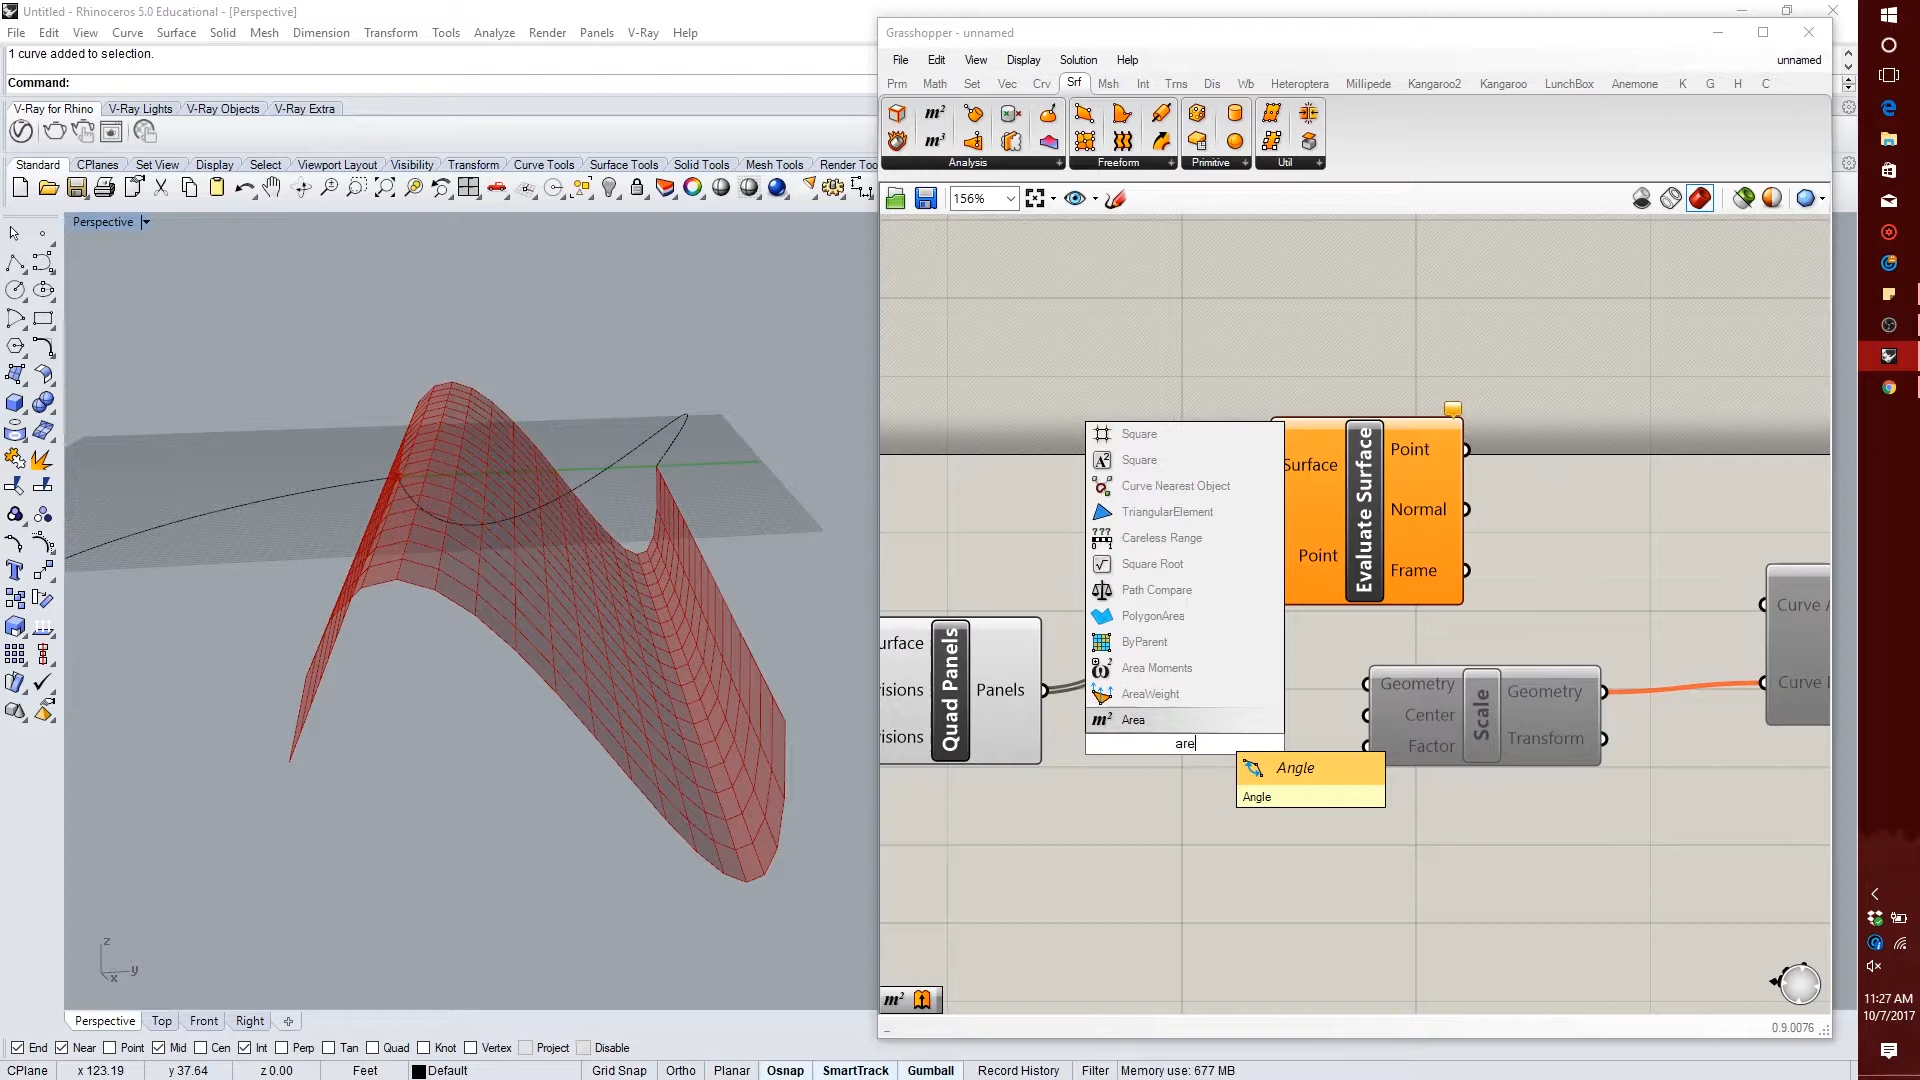 Untitled - Rhinoceros 5.0 Educational - [Perspective]
File Edit View Curve Surface Solid Mesh Dimension Transform Tools Analyze Render Panels V-Ray Help
1 curve added to selection.
Command:
V-Ray for Rhino V-Ray Lights V-Ray Objects V-Ray Extra
Standard CPlanes Set View Display Select Viewport Layout Visibility Transform Curve Tools Surface Tools Solid Tools Mesh Tools Render Too
Perspective
z
y
x
Perspective Top Front Right
End Near Point Mid Cen Int Perp Tan Quad Knot Vertex Project Disable
CPlane x 123.19 y 37.64 z 0.00 Feet Default Grid Snap Ortho Planar Osnap SmartTrack Gumball Record History Filter Memory use: 677 MB
Grasshopper - unnamed
File Edit View Display Solution Help unnamed
Prm Math Set Vec Crv Srf Msh Int Trns Dis Wb Heteroptera Millipede Kangaroo2 Kangaroo LunchBox Anemone K G H C
m²
m³
Analysis Freeform Primitive Util
156%
Square
A² Square
Curve Nearest Object
TriangularElement
??? Careless Range
Square Root
Path Compare
PolygonArea
ByParent
Area Moments
AreaWeight
m² Area
are
Angle
Angle
Surface
Point
Evaluate Surface
Point
Normal
Frame
urface
isions
isions
Quad Panels
Panels
Geometry
Center
Factor
Scale
Geometry
Transform
Curve A
Curve
m²
0.9.0076
11:27 AM
10/7/2017